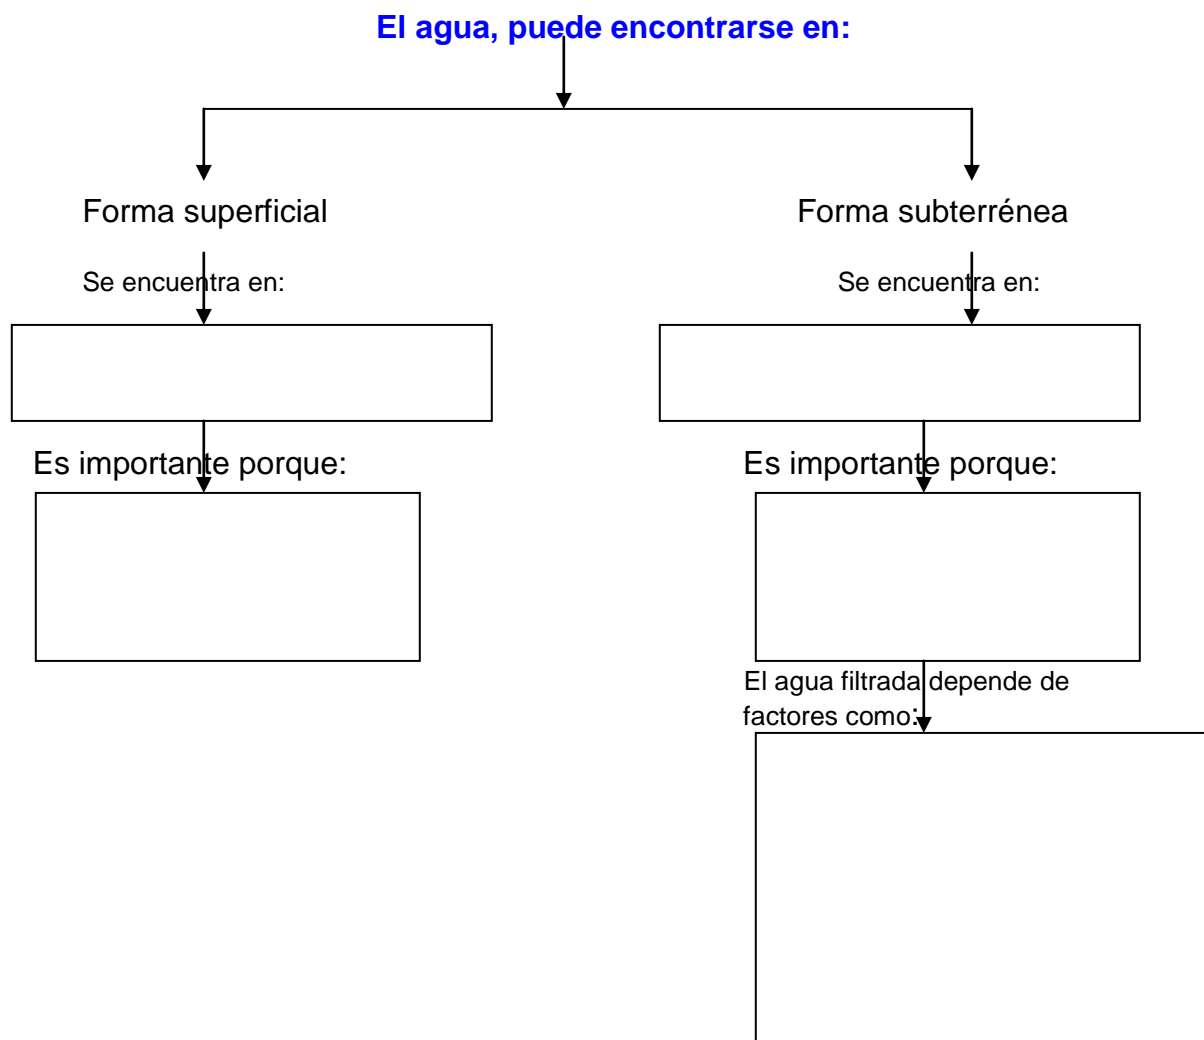 El agua, puede encontrarse en:
Forma superficial
Forma subterrénea
Se encuentra en:
Se encuentra en:
Es importante porque:
Es importante porque:
El agua filtrada depende de
factores como: